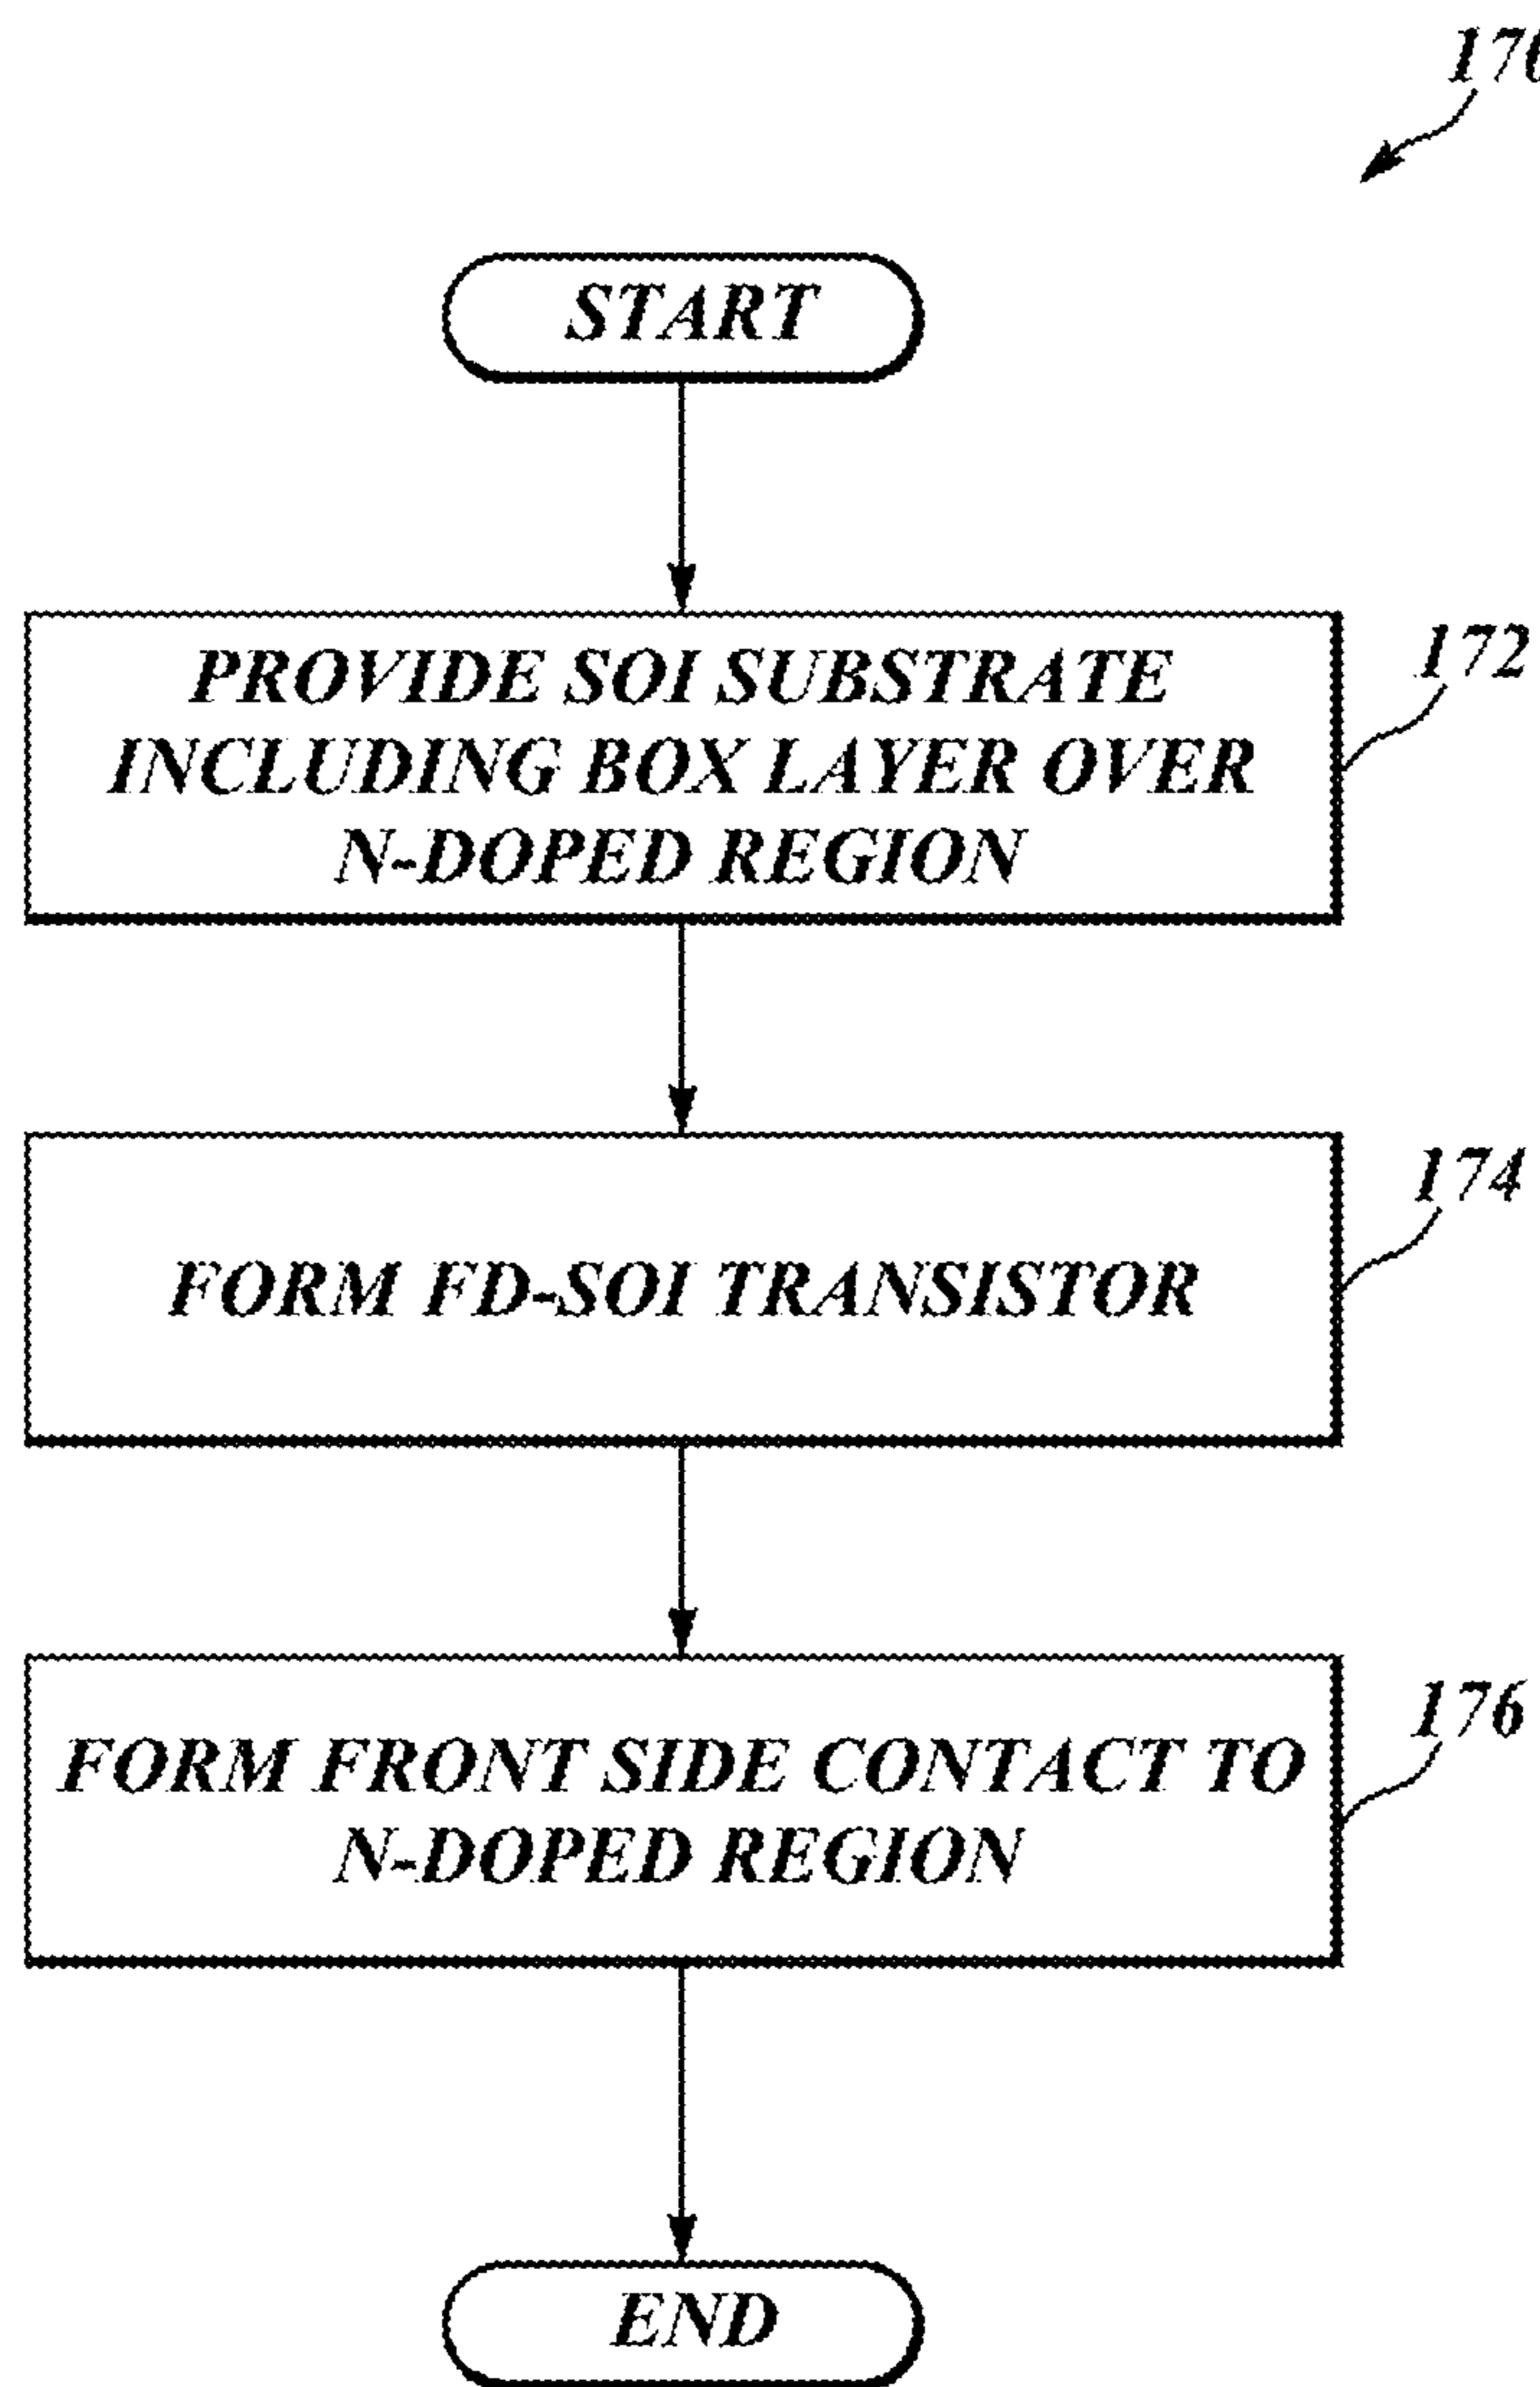 170
START
PROVIDE SOI SUBSTRATE
INCLUDING BOX LAYER OVER
N-DOPED REGION
172
FORM FD-SOI TRANSISTOR
174
FORM FRONT SIDE CONTACT TO
N-DOPED REGION
176
END